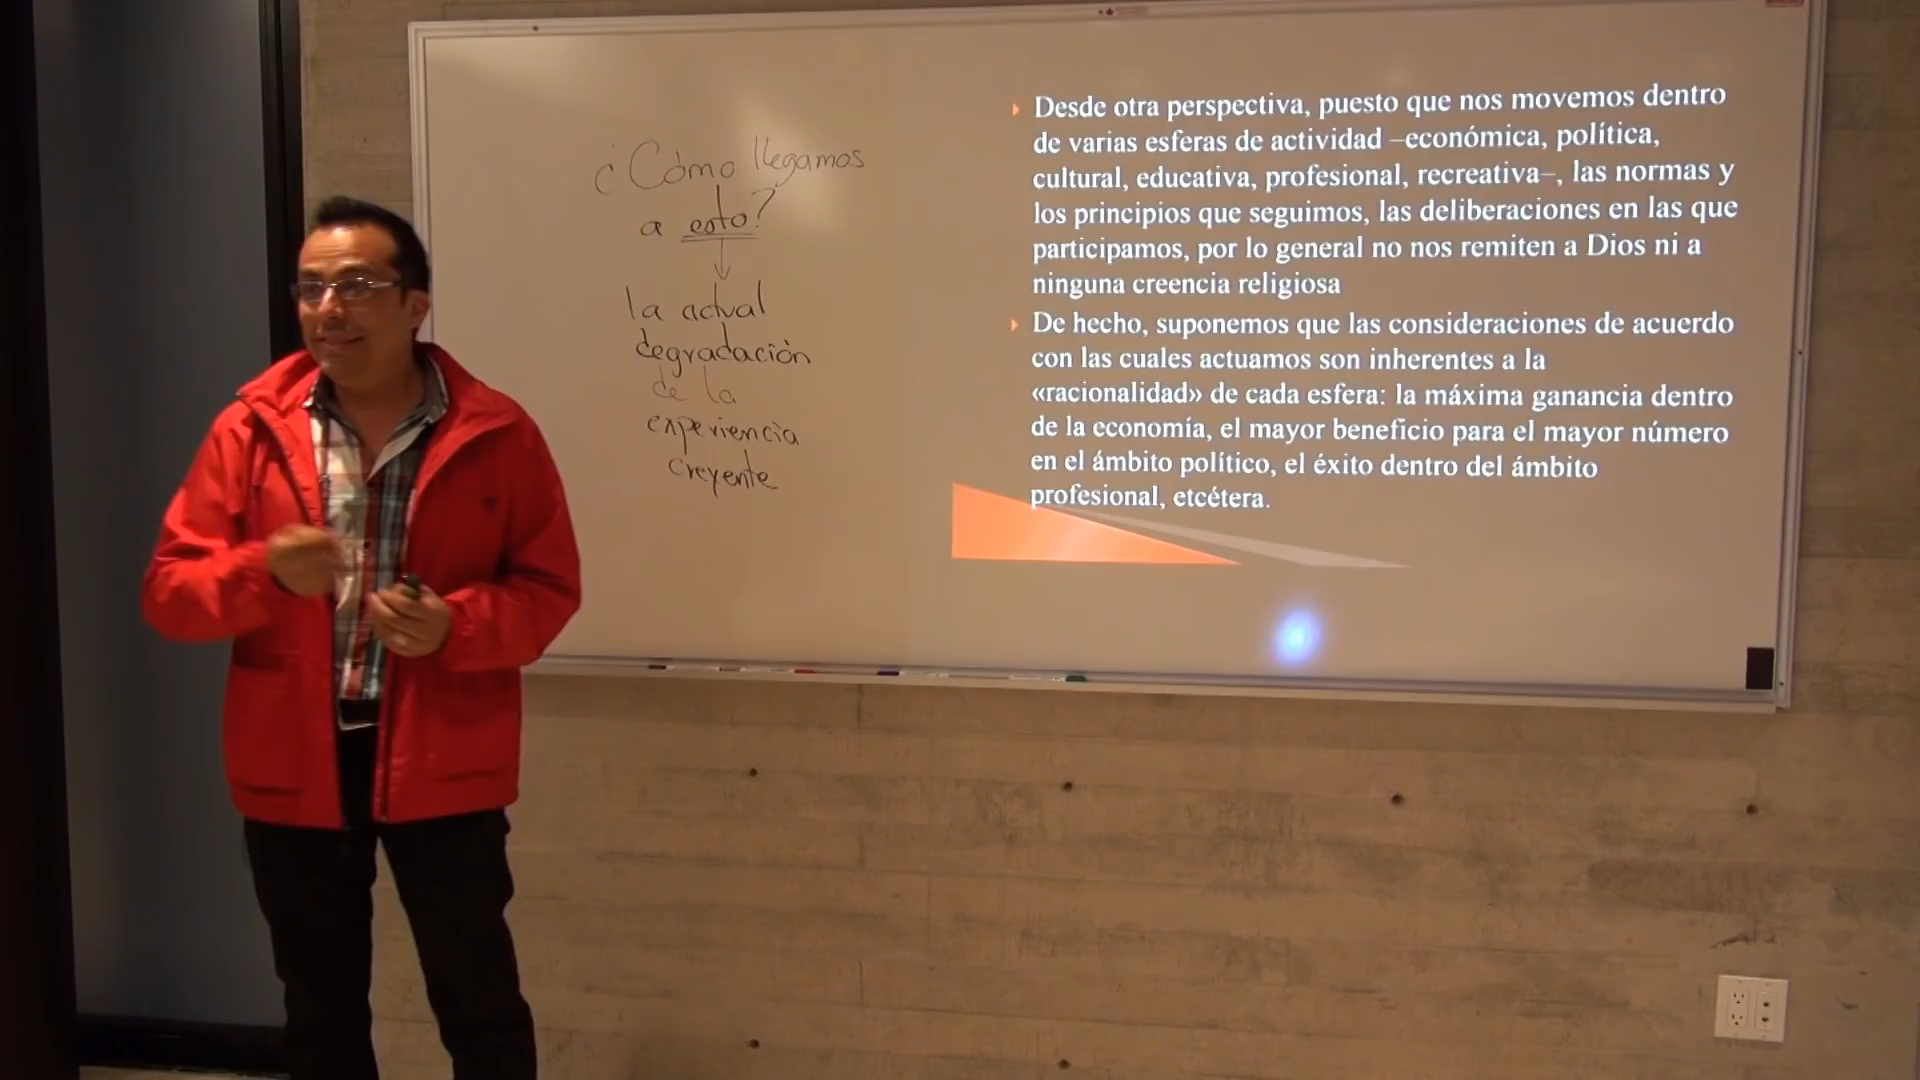 ¿Cómo llegamos
a esto?
la actual
degradación
de la
experiencia
creyente
Desde otra perspectiva, puesto que nos movemos dentro
de varias esferas de actividad –económica, política,
cultural, educativa, profesional, recreativa–, las normas y
los principios que seguimos, las deliberaciones en las que
participamos, por lo general no nos remiten a Dios ni a
ninguna creencia religiosa
De hecho, suponemos que las consideraciones de acuerdo
con las cuales actuamos son inherentes a la
«racionalidad» de cada esfera: la máxima ganancia dentro
de la economía, el mayor beneficio para el mayor número
en el ámbito político, el éxito dentro del ámbito
profesional, etcétera.